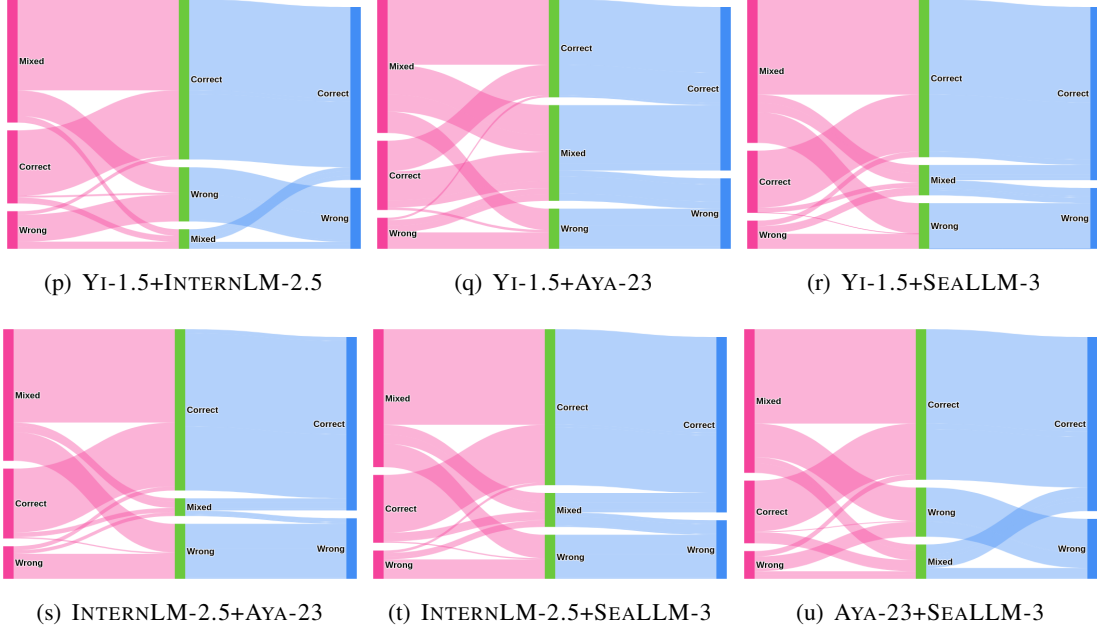 Mixed
Correct
Wrong
Correct
Wrong
Mixed
Correct
Wrong
(p) YI-1.5+INTERNLM-2.5
Mixed
Correct
Wrong
Correct
Mixed
Wrong
Correct
Wrong
(q) YI-1.5+AYA-23
Mixed
Correct
Wrong
Correct
Mixed
Wrong
Correct
Wrong
(r) YI-1.5+SEALLM-3
Mixed
Correct
Wrong
Correct
Mixed
Wrong
Correct
Wrong
(s) INTERNLM-2.5+AYA-23
Mixed
Correct
Wrong
Correct
Mixed
Wrong
Correct
Wrong
(t) INTERNLM-2.5+SEALLM-3
Mixed
Correct
Wrong
Correct
Wrong
Mixed
Correct
Wrong
(u) AYA-23+SEALLM-3